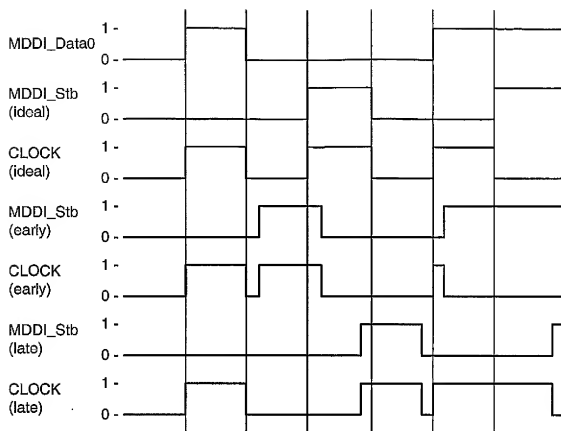 MDDI_Data0 1 -
0 -
MDDI_Stb 1 -
(ideal) 0 -
CLOCK 1 -
(ideal) 0 -
MDDI_Stb 1 -
(early) 0 -
CLOCK 1 -
(early) 0 -
MDDI_Stb 1 -
(late) 0 -
CLOCK 1 -
(late) 0 -